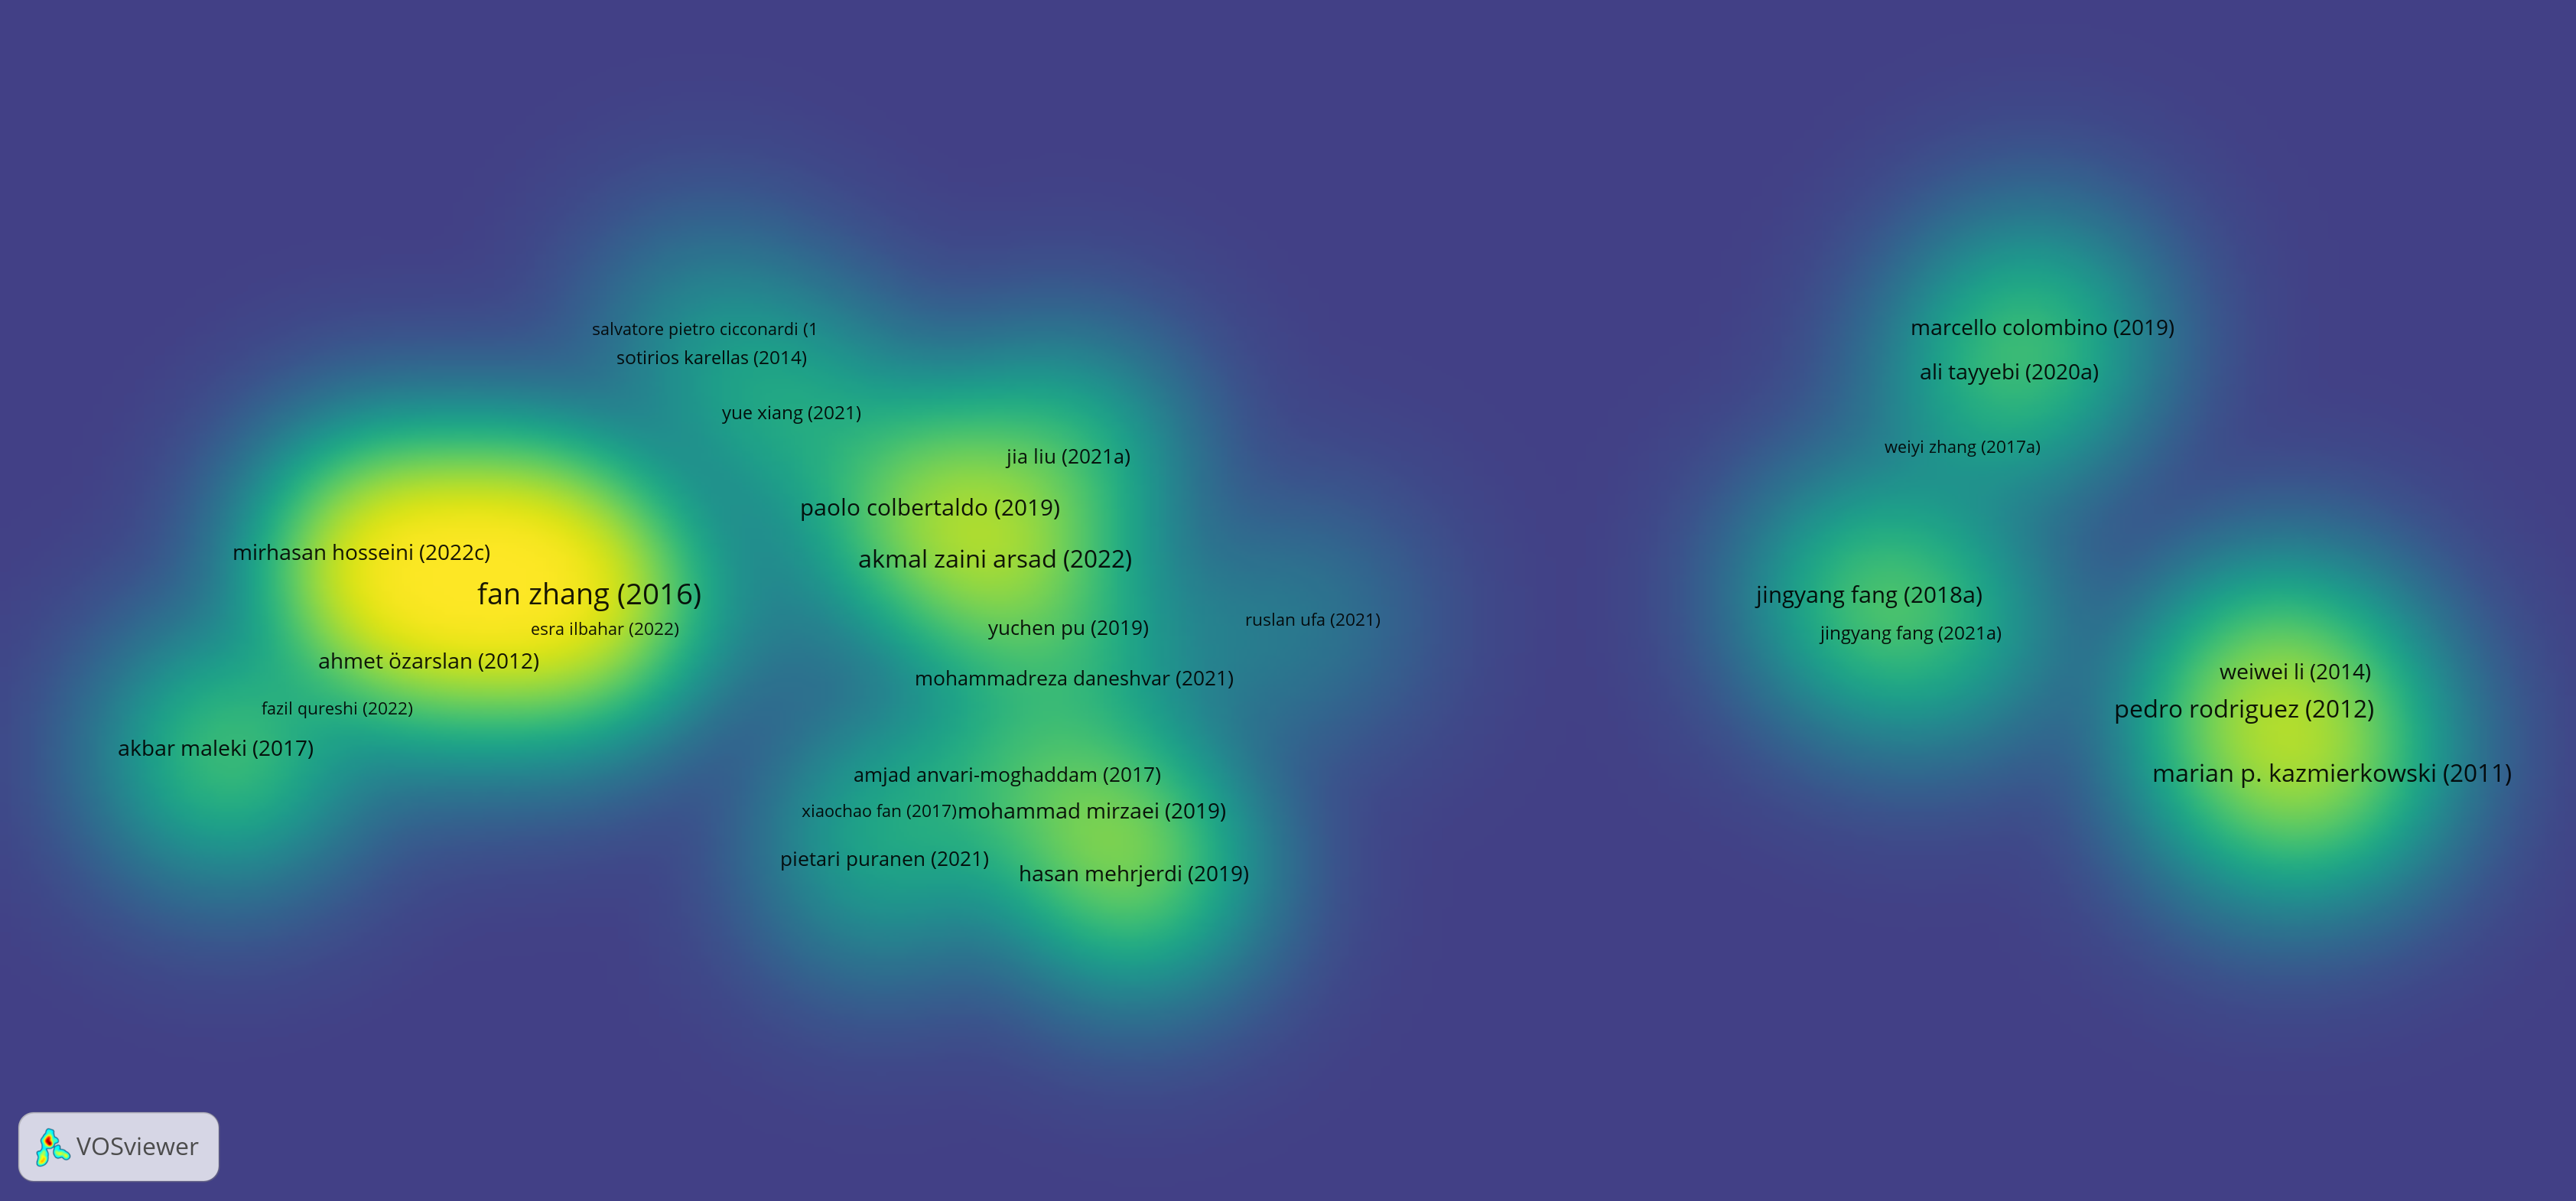 salvatore pietro cicconardi (1
sotirios karellas (2014)
yue xiang (2021)
jia liu (2021a)
paolo colbertaldo (2019)
akmal zaini arsad (2022)
mirhasan hosseini (2022c)
fan zhang (2016)
esra ilbahar (2022)
ahmet özarslan (2012)
fazil qureshi (2022)
akbar maleki (2017)
yuchen pu (2019)
ruslan ufa (2021)
mohammadreza daneshvar (2021)
amjad anvari-moghaddam (2017)
xiaochao fan (2017)
mohammad mirzaei (2019)
pietari puranen (2021)
hasan mehrjerdi (2019)
marcello colombino (2019)
ali tayyebi (2020a)
weiyi zhang (2017a)
jingyang fang (2018a)
jingyang fang (2021a)
weiwei li (2014)
pedro rodriguez (2012)
marian p. kazmierkowski (2011)
VOSviewer